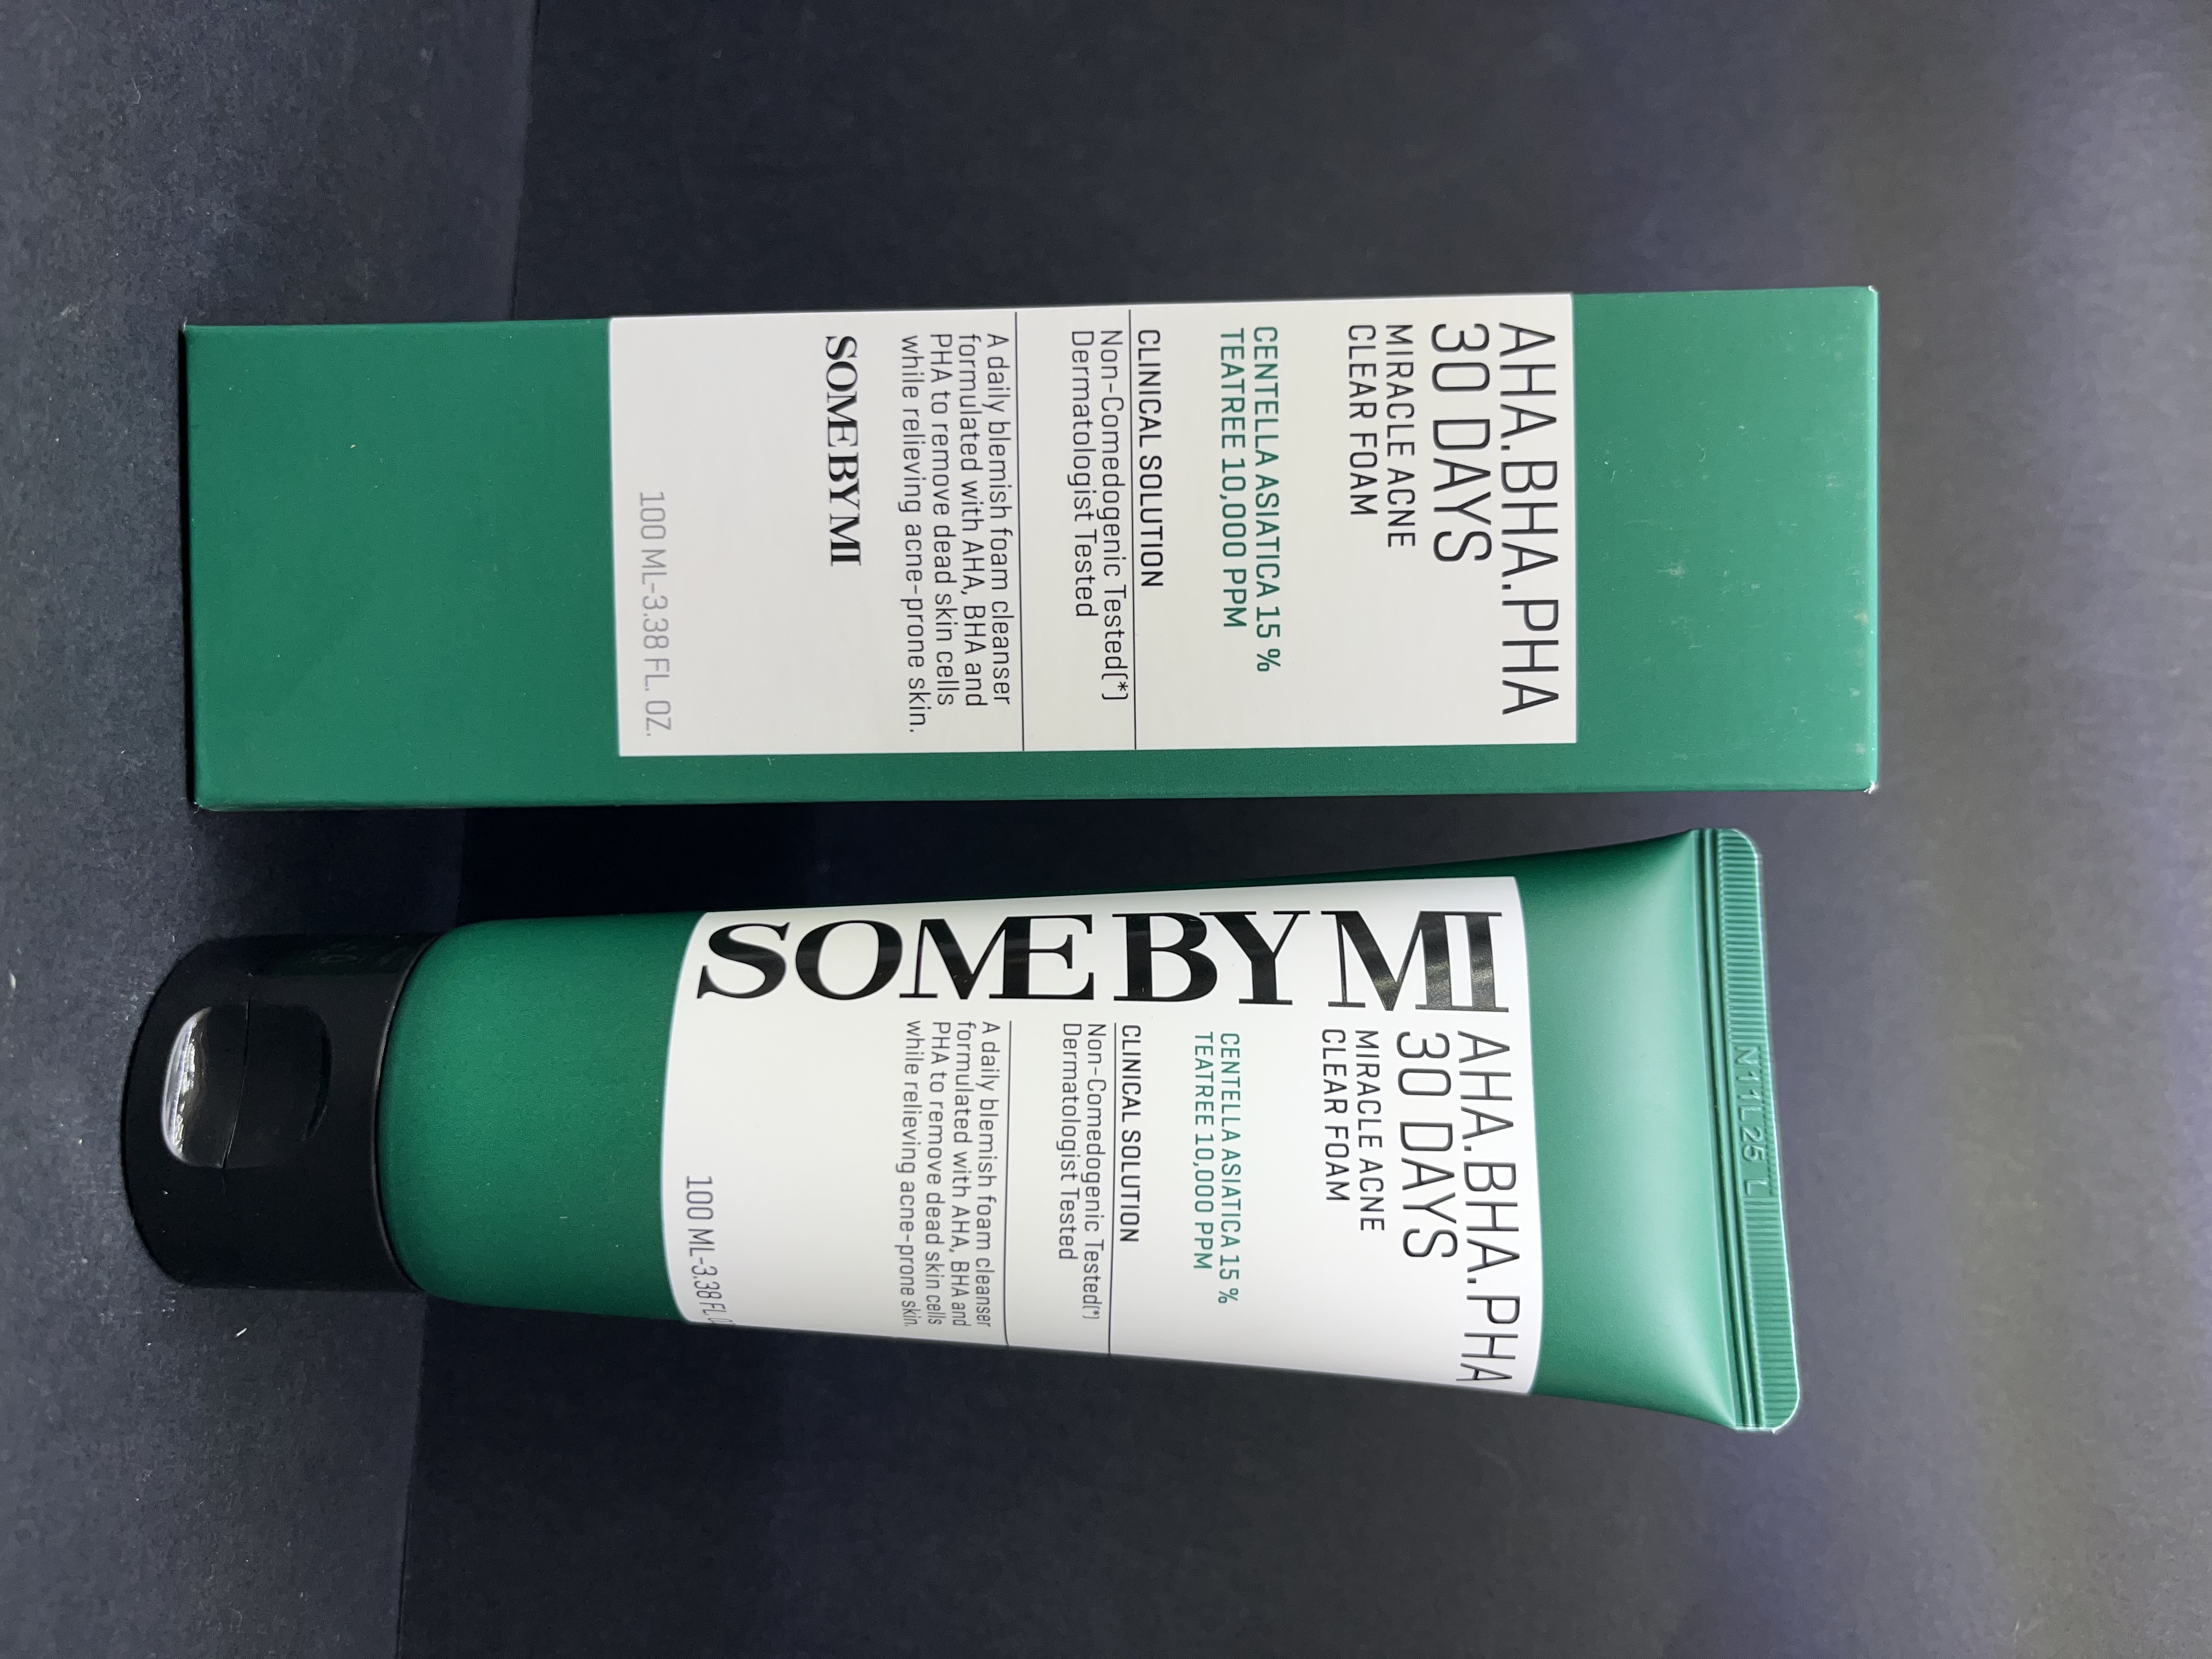 AHA.BHA.PHA
30 DAYS
MIRACLE ACNE
CLEAR FOAM
CENTELLA ASIATICA 15 %
TEATREE 10,000 PPM
CLINICAL SOLUTION
Non-Comedogenic Tested(*)
Dermatologist Tested
A daily blemish foam cleanser
formulated with AHA, BHA and
PHA to remove dead skin cells
while relieving acne-prone skin.
SOME BY MI
100 ML-3.38 FL. OZ.
N11L25
SOME BY MI
AHA.BHA.PHA
30 DAYS
MIRACLE ACNE
CLEAR FOAM
CENTELLA ASIATICA 15 %
TEATREE 10,000 PPM
CLINICAL SOLUTION
Non-Comedogenic Tested(*)
Dermatologist Tested
A daily blemish foam cleanser
formulated with AHA, BHA and
PHA to remove dead skin cells
while relieving acne-prone skin.
100 ML-3.38 FL.